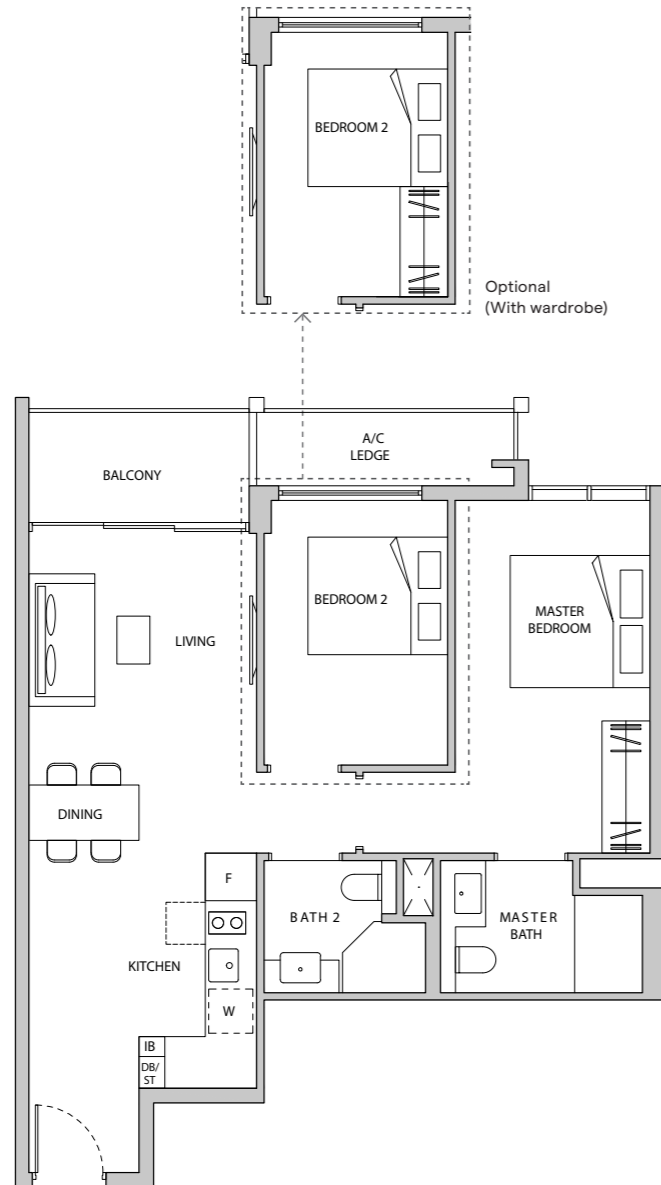 BEDROOM 2
Optional
(With wardrobe)
A/C
LEDGE
BALCONY
BEDROOM 2
MASTER
BEDROOM
LIVING
DINING
F
BATH 2
MASTER
BATH
KITCHEN
W
IB
DB/
ST